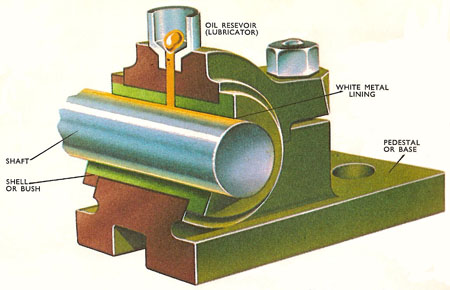 OIL RESEVOIR
(LUBRICATOR)
WHITE METAL
LINING
PEDESTAL
OR BASE
SHAFT
SHELL
OR BUSH